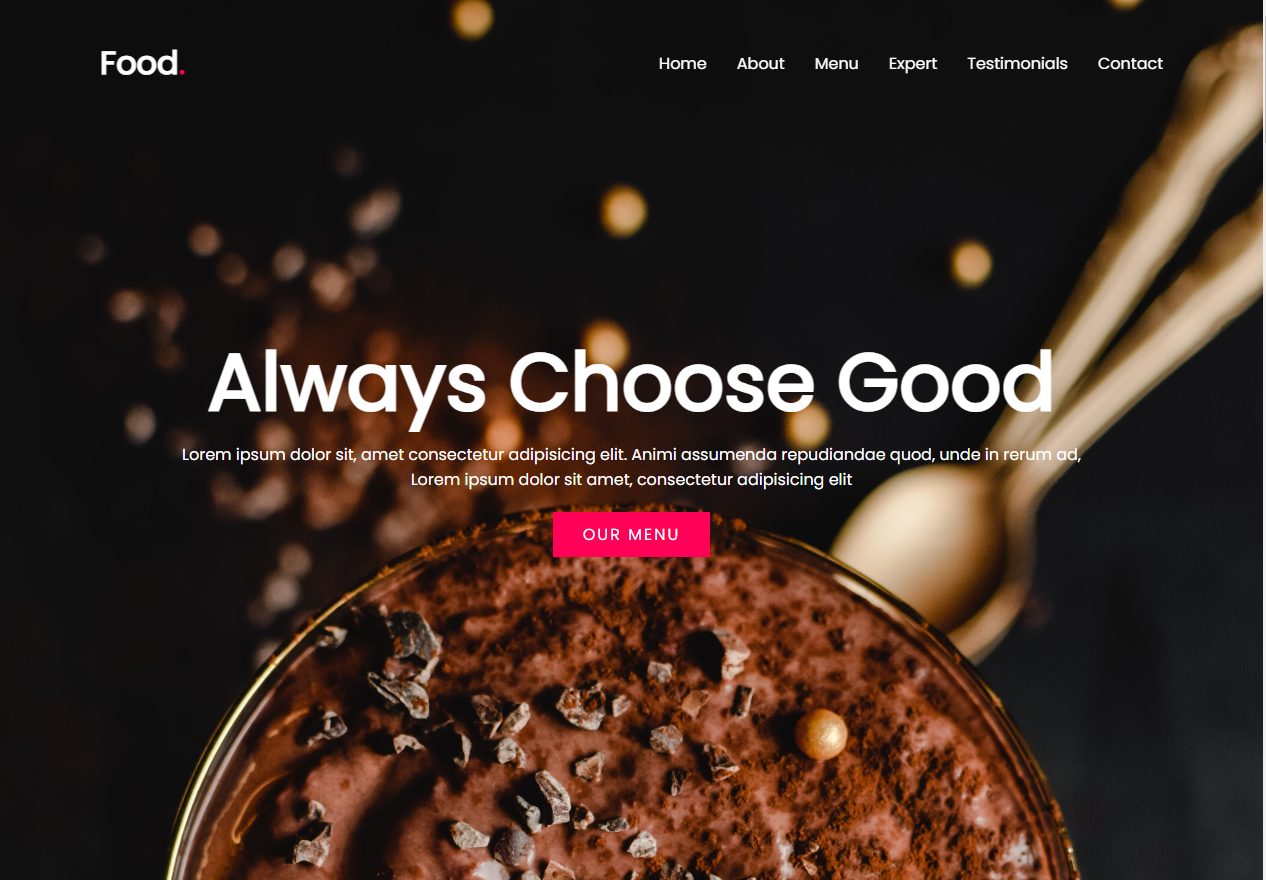 Food.
Home About Menu Expert Testimonials Contact
Always Choose Good
Lorem ipsum dolor sit, amet consectetur adipisicing elit. Animi assumenda repudiandae quod, unde in rerum ad,
Lorem ipsum dolor sit amet, consectetur adipisicing elit
OUR MENU